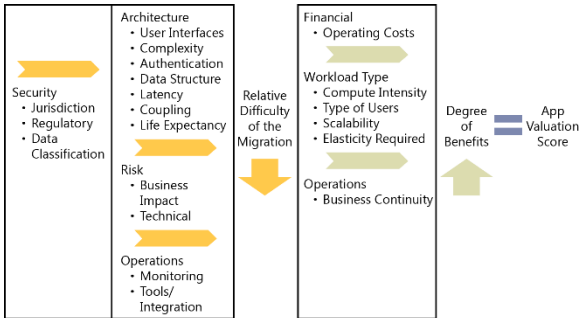 Security
• Jurisdiction
• Regulatory
• Data
Classification
Architecture
• User Interfaces
• Complexity
• Authentication
• Data Structure
• Latency
• Coupling
• Life Expectancy
Risk
• Business
Impact
• Technical
Operations
• Monitoring
• Tools/
Integration
Relative
Difficulty
of the
Migration
Financial
• Operating Costs
Workload Type
• Compute Intensity
• Type of Users
• Scalability
• Elasticity Required
Operations
• Business Continuity
Degree
of
Benefits
App
Valuation
Score